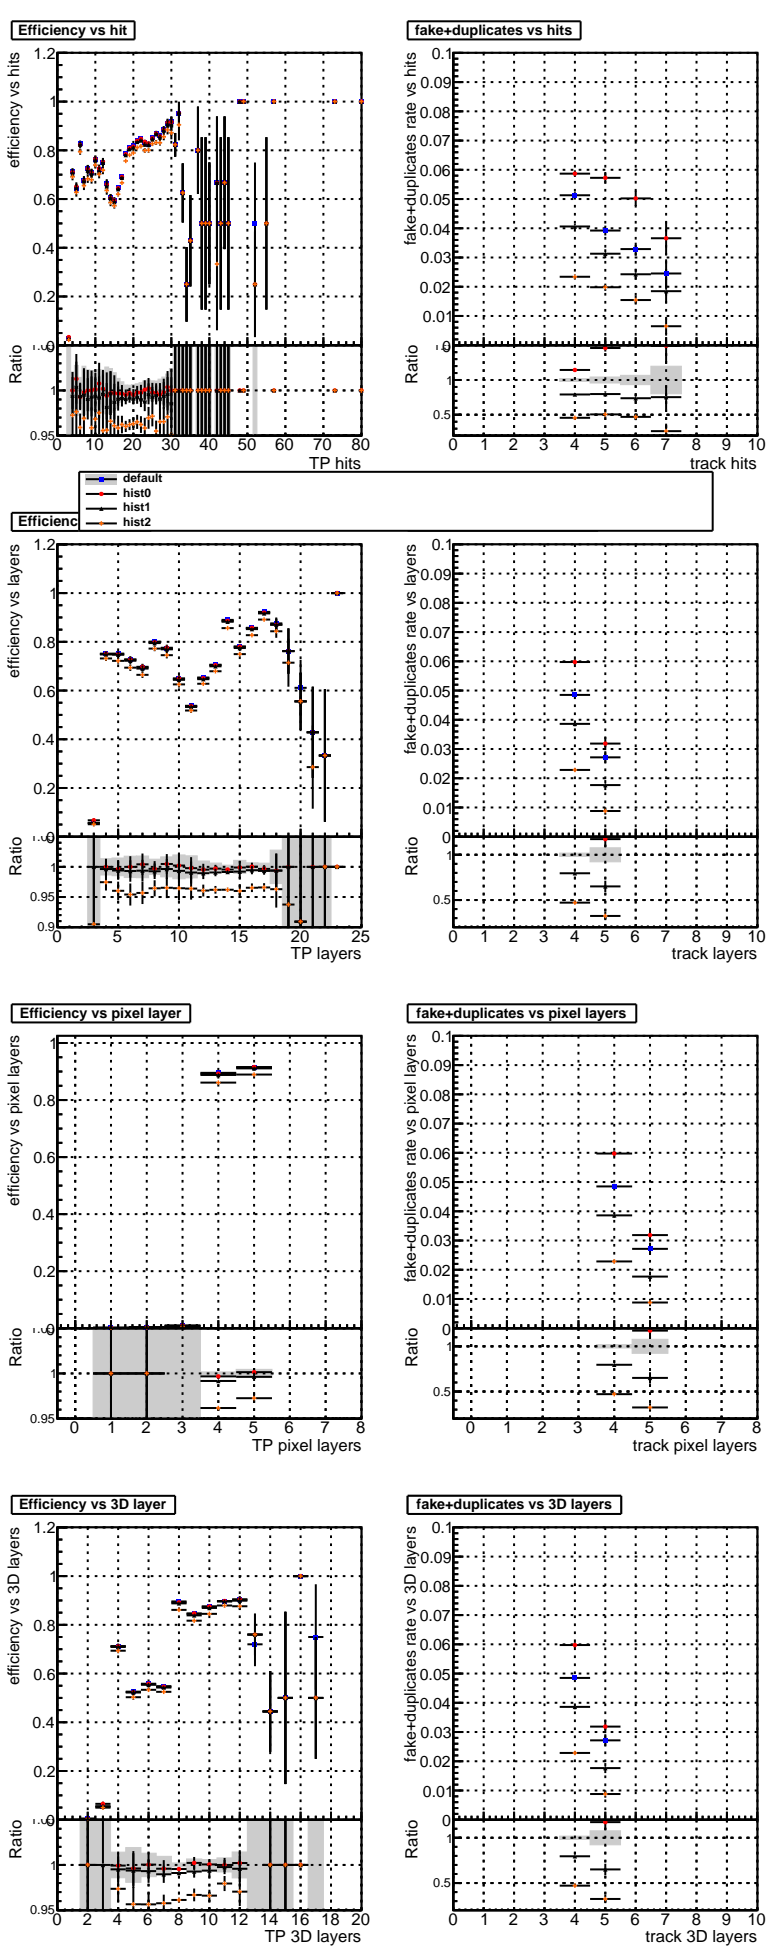 Efficiency vs hit
efficiency vs hits
1.2
1
0.8
0.6
0.4
0.2
Ratio
1
0.95
0 10 20 30 40 50 60 70 80
TP hits
fake+duplicates vs hits
fake+duplicates rate vs hits
0.1
0.09
0.08
0.07
0.06
0.05
0.04
0.03
0.02
0.01
0
Ratio
1
0.5
0 1 2 3 4 5 6 7 8 9 10
track hits
default
hist0
hist1
hist2
Efficienc
efficiency vs layers
1.2
1
0.8
0.6
0.4
0.2
Ratio
1
0.95
0.9
0 5 10 15 20 25
TP layers
fake+duplicates rate vs layers
0.1
0.09
0.08
0.07
0.06
0.05
0.04
0.03
0.02
0.01
0
Ratio
1
0.5
0 1 2 3 4 5 6 7 8 9 10
track layers
Efficiency vs pixel layer
efficiency vs pixel layers
1
0.8
0.6
0.4
0.2
Ratio
1
0.95
0 1 2 3 4 5 6 7 8
TP pixel layers
fake+duplicates vs pixel layers
fake+duplicates rate vs pixel layers
0.1
0.09
0.08
0.07
0.06
0.05
0.04
0.03
0.02
0.01
0
Ratio
1
0.5
0 1 2 3 4 5 6 7 8
track pixel layers
Efficiency vs 3D layer
efficiency vs 3D layers
1.2
1
0.8
0.6
0.4
0.2
Ratio
1
0.95
0 2 4 6 8 10 12 14 16 18 20
TP 3D layers
fake+duplicates vs 3D layers
fake+duplicates rate vs 3D layers
0.1
0.09
0.08
0.07
0.06
0.05
0.04
0.03
0.02
0.01
0
Ratio
1
0.5
0 1 2 3 4 5 6 7 8 9 10
track 3D layers